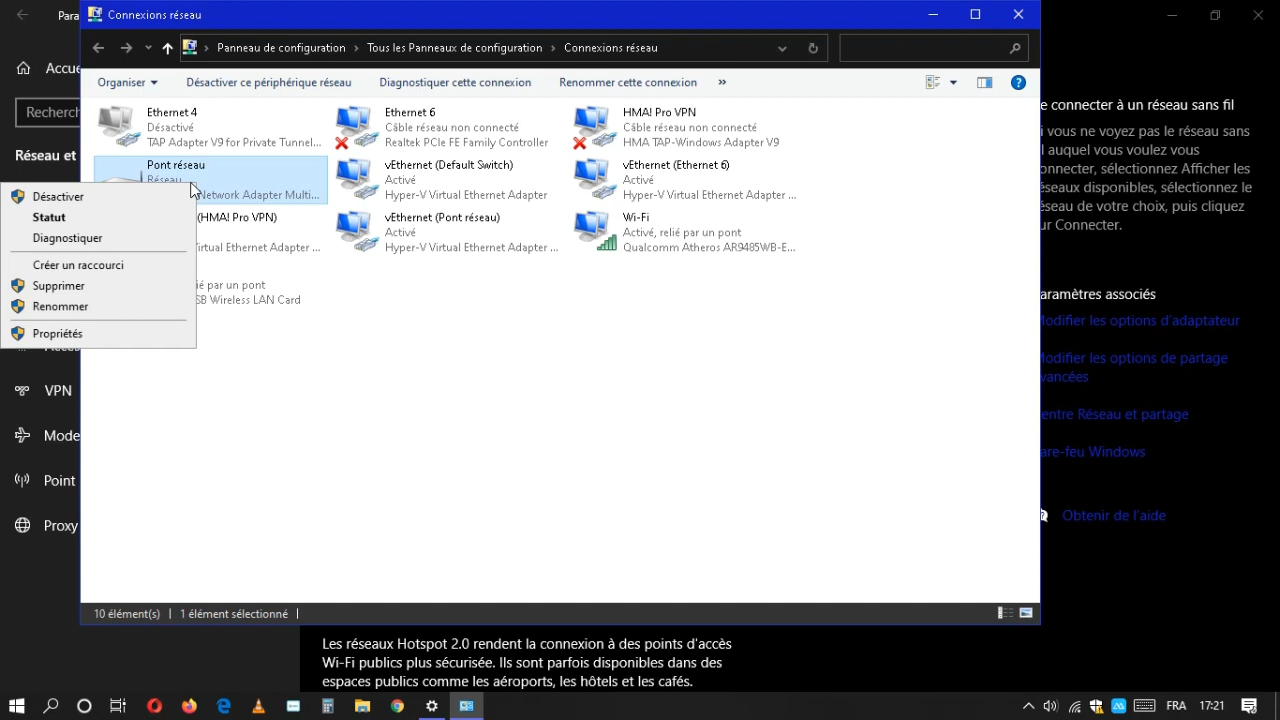 Para
Connexions réseau
Panneau de configuration
Tous les Panneaux de configuration
Connexions réseau
Organiser
Désactiver ce périphérique réseau
Diagnostiquer cette connexion
Renommer cette connexion
»
Ethernet 4
Désactivé
TAP Adapter V9 for Private Tunnel...
Ethernet 6
Câble réseau non connecté
Realtek PCIe FE Family Controller
HMA! Pro VPN
Câble réseau non connecté
HMA TAP-Windows Adapter V9
Pont réseau
Réseau
Network Adapter Multi...
vEthernet (Default Switch)
Activé
Hyper-V Virtual Ethernet Adapter
vEthernet (Ethernet 6)
Activé
Hyper-V Virtual Ethernet Adapter ...
(HMA! Pro VPN)
irtual Ethernet Adapter ...
vEthernet (Pont réseau)
Activé
Hyper-V Virtual Ethernet Adapter ...
Wi-Fi
Activé, relié par un pont
Qualcomm Atheros AR9485WB-E...
ié par un pont
SB Wireless LAN Card
Désactiver
Statut
Diagnostiquer
Créer un raccourci
Supprimer
Renommer
Propriétés
10 élément(s)
1 élément sélectionné
Accue
Recherc
Réseau et
VPN
Mode
Point
Proxy
e connecter à un réseau sans fil
i vous ne voyez pas le réseau sans
il auquel vous voulez vous
onnecter, sélectionnez Afficher les
éseaux disponibles, sélectionnez le
éseau de votre choix, puis cliquez
ur Connecter.
aramètres associés
Modifier les options d'adaptateur
Modifier les options de partage
vancées
entre Réseau et partage
are-feu Windows
Obtenir de l'aide
Les réseaux Hotspot 2.0 rendent la connexion à des points d'accès
Wi-Fi publics plus sécurisée. Ils sont parfois disponibles dans des
espaces publics comme les aéroports, les hôtels et les cafés.
FRA
17:21